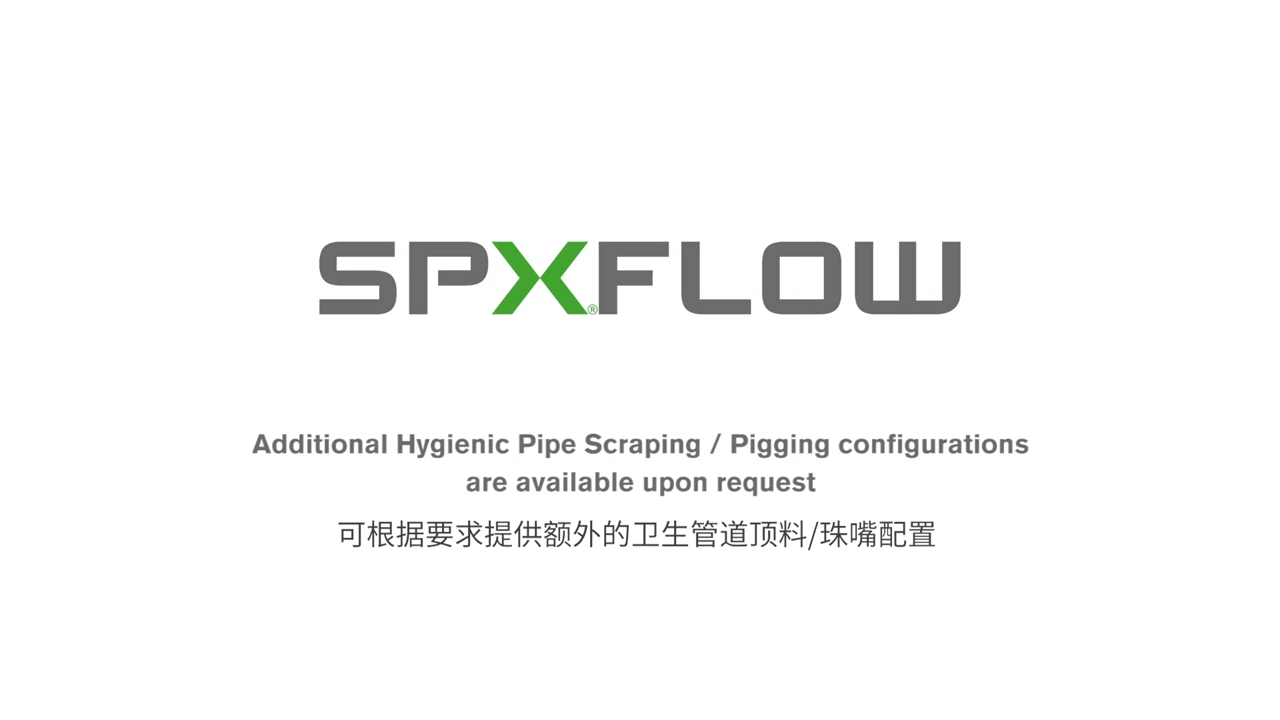 SPXFLOW®
Additional Hygienic Pipe Scraping / Pigging configurations
are available upon request
可根据要求提供额外的卫生管道顶料/珠嘴配置